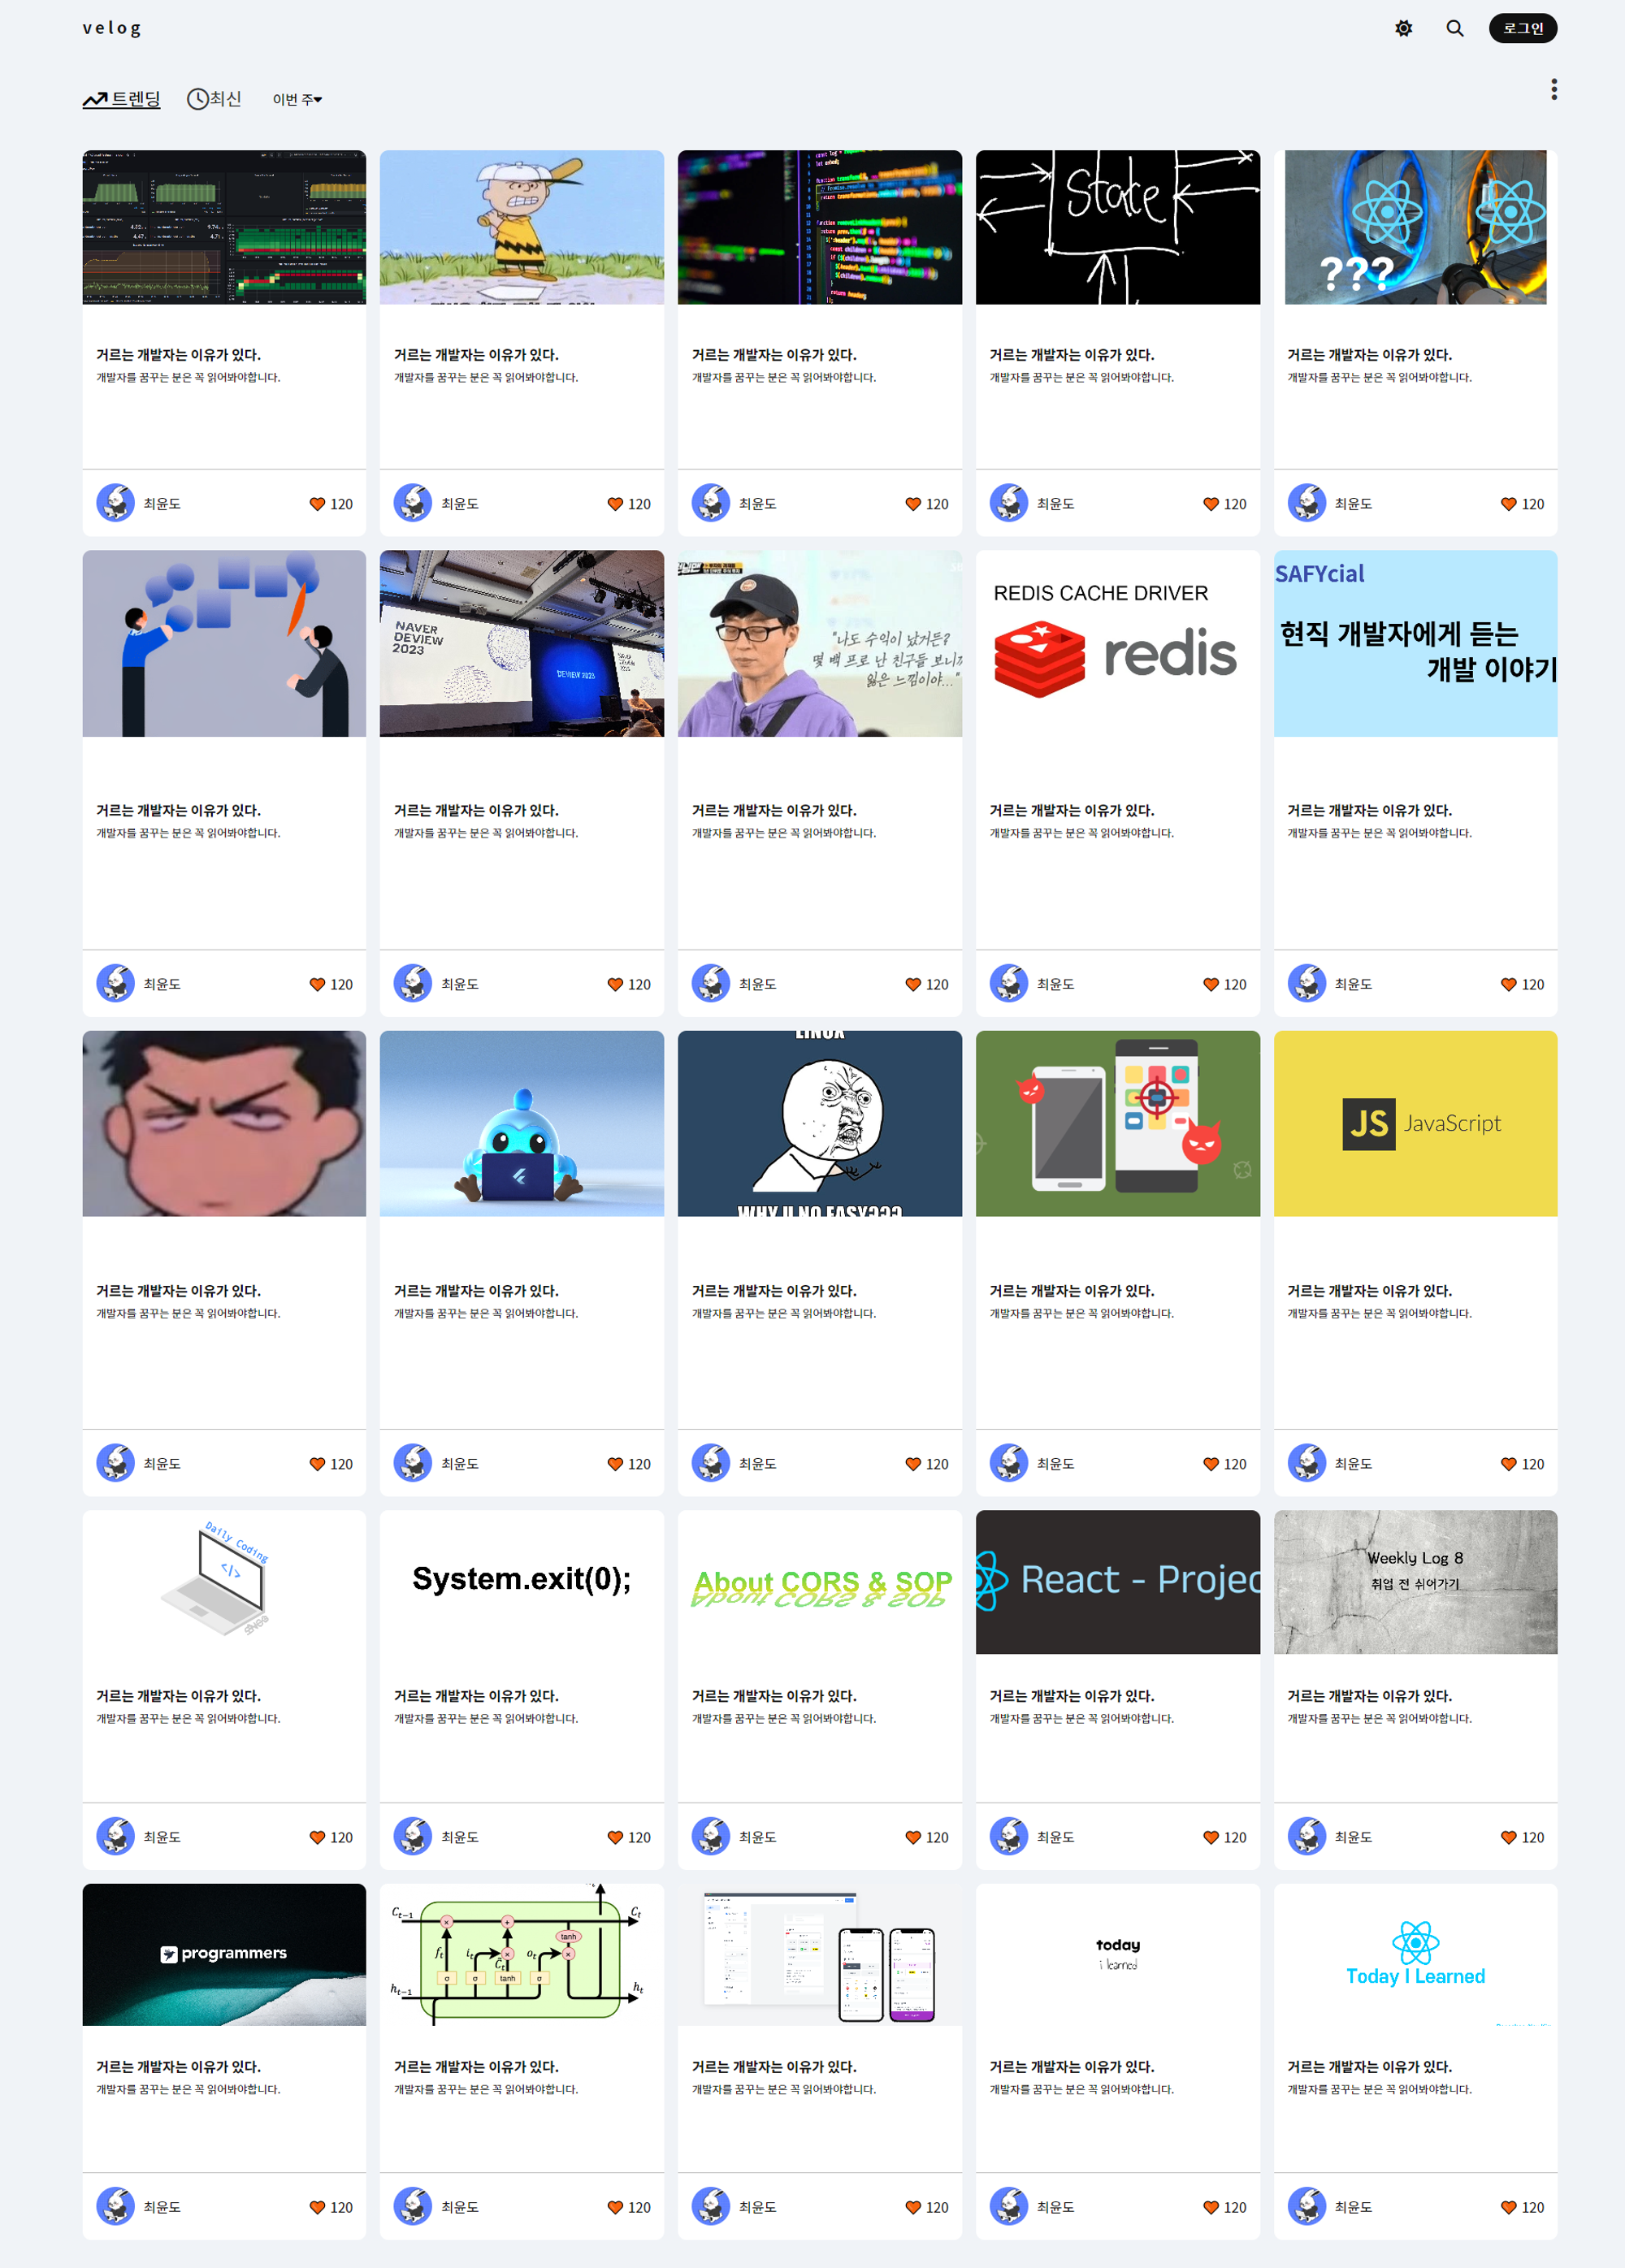 velog
로그인
트렌딩
최신
이번 주
State
???
거르는 개발자는 이유가 있다.
개발자를 꿈꾸는 분은 꼭 읽어봐야합니다.
최윤도
120
거르는 개발자는 이유가 있다.
개발자를 꿈꾸는 분은 꼭 읽어봐야합니다.
최윤도
120
거르는 개발자는 이유가 있다.
개발자를 꿈꾸는 분은 꼭 읽어봐야합니다.
최윤도
120
거르는 개발자는 이유가 있다.
개발자를 꿈꾸는 분은 꼭 읽어봐야합니다.
최윤도
120
거르는 개발자는 이유가 있다.
개발자를 꿈꾸는 분은 꼭 읽어봐야합니다.
최윤도
120
NAVER
DEVIEW
2023
DEVIEW 2023
"나도 수익이 났거든?
몇 백 프로 난 친구들 보니까
잃은 느낌이야..."
REDIS CACHE DRIVER
redis
SAFYcial
현직 개발자에게 듣는
개발 이야기
거르는 개발자는 이유가 있다.
개발자를 꿈꾸는 분은 꼭 읽어봐야합니다.
최윤도
120
거르는 개발자는 이유가 있다.
개발자를 꿈꾸는 분은 꼭 읽어봐야합니다.
최윤도
120
거르는 개발자는 이유가 있다.
개발자를 꿈꾸는 분은 꼭 읽어봐야합니다.
최윤도
120
거르는 개발자는 이유가 있다.
개발자를 꿈꾸는 분은 꼭 읽어봐야합니다.
최윤도
120
거르는 개발자는 이유가 있다.
개발자를 꿈꾸는 분은 꼭 읽어봐야합니다.
최윤도
120
LINUX
WHY U NO EASY???
JS JavaScript
거르는 개발자는 이유가 있다.
개발자를 꿈꾸는 분은 꼭 읽어봐야합니다.
최윤도
120
거르는 개발자는 이유가 있다.
개발자를 꿈꾸는 분은 꼭 읽어봐야합니다.
최윤도
120
거르는 개발자는 이유가 있다.
개발자를 꿈꾸는 분은 꼭 읽어봐야합니다.
최윤도
120
거르는 개발자는 이유가 있다.
개발자를 꿈꾸는 분은 꼭 읽어봐야합니다.
최윤도
120
거르는 개발자는 이유가 있다.
개발자를 꿈꾸는 분은 꼭 읽어봐야합니다.
최윤도
120
Daily Coding
</>
System.exit(0);
About CORS & SOP
React - Projec
Weekly Log 8
취업 전 쉬어가기
거르는 개발자는 이유가 있다.
개발자를 꿈꾸는 분은 꼭 읽어봐야합니다.
최윤도
120
거르는 개발자는 이유가 있다.
개발자를 꿈꾸는 분은 꼭 읽어봐야합니다.
최윤도
120
거르는 개발자는 이유가 있다.
개발자를 꿈꾸는 분은 꼭 읽어봐야합니다.
최윤도
120
거르는 개발자는 이유가 있다.
개발자를 꿈꾸는 분은 꼭 읽어봐야합니다.
최윤도
120
거르는 개발자는 이유가 있다.
개발자를 꿈꾸는 분은 꼭 읽어봐야합니다.
최윤도
120
programmers
C t-1
C t
tanh
f t
i t
C̃ t
o t
σ
σ
tanh
σ
h t-1
h t
today
i learned
Today I Learned
거르는 개발자는 이유가 있다.
개발자를 꿈꾸는 분은 꼭 읽어봐야합니다.
최윤도
120
거르는 개발자는 이유가 있다.
개발자를 꿈꾸는 분은 꼭 읽어봐야합니다.
최윤도
120
거르는 개발자는 이유가 있다.
개발자를 꿈꾸는 분은 꼭 읽어봐야합니다.
최윤도
120
거르는 개발자는 이유가 있다.
개발자를 꿈꾸는 분은 꼭 읽어봐야합니다.
최윤도
120
거르는 개발자는 이유가 있다.
개발자를 꿈꾸는 분은 꼭 읽어봐야합니다.
최윤도
120